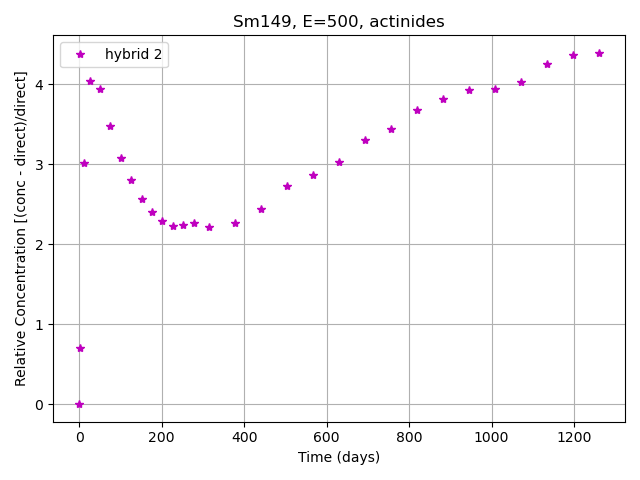 Sm149, E=500, actinides
hybrid 2
Relative Concentration [(conc - direct)/direct]
4
3
2
1
0
0 200 400 600 800 1000 1200
Time (days)